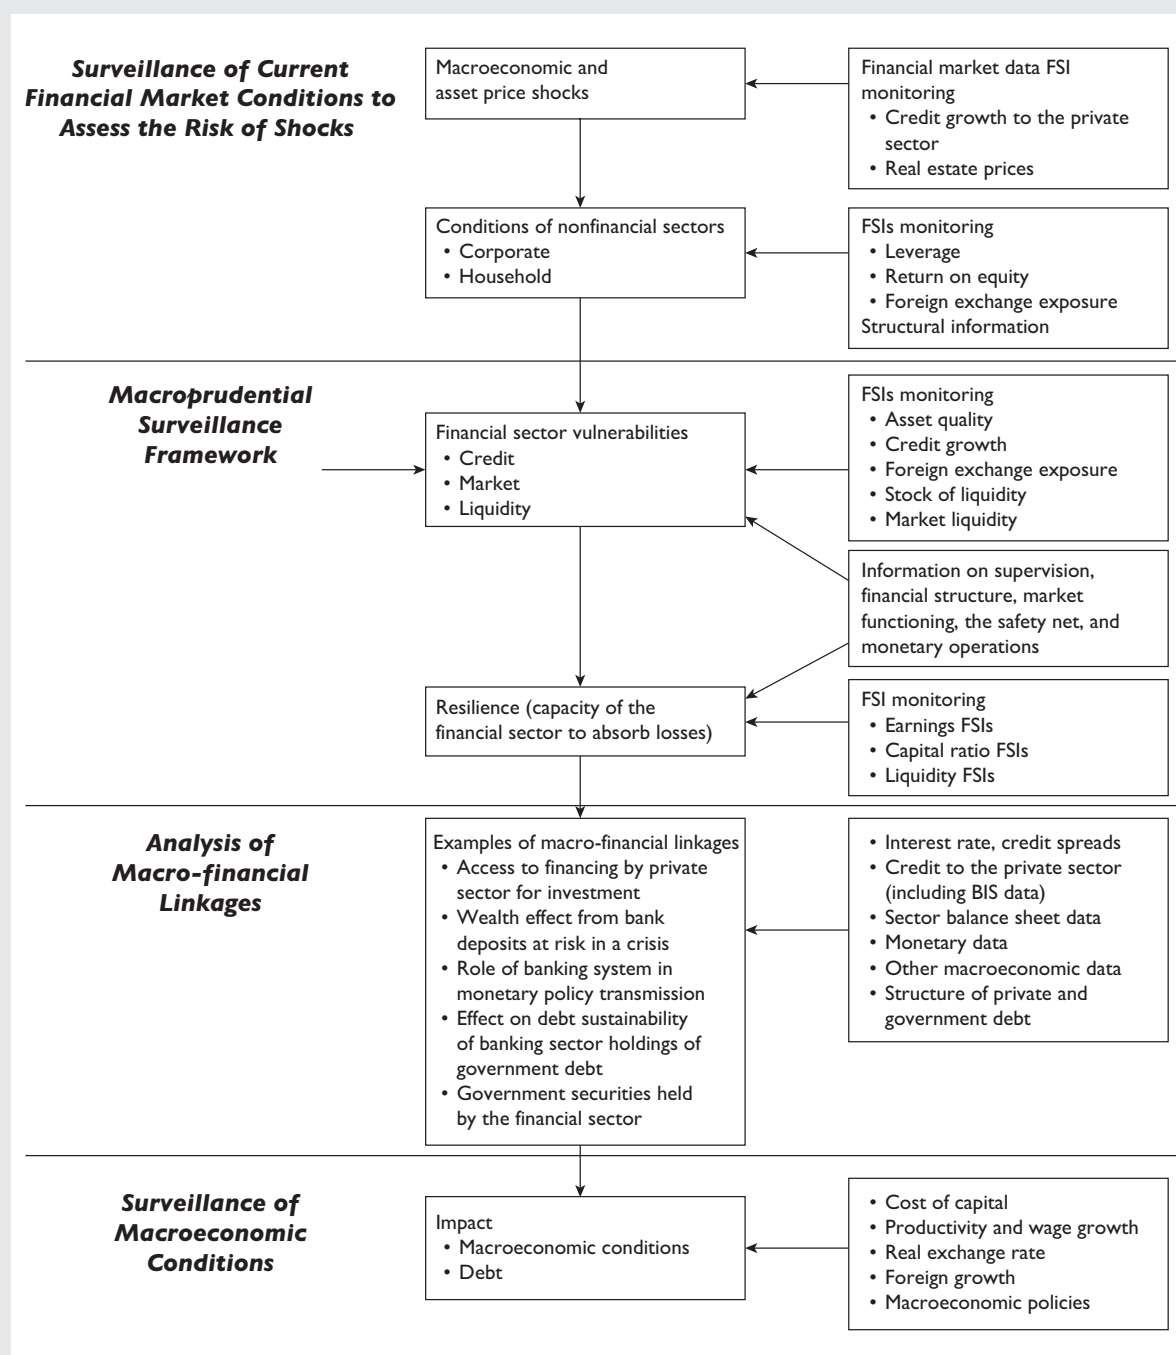 Surveillance of Current
Financial Market Conditions to
Assess the Risk of Shocks
Macroeconomic and
asset price shocks
Financial market data FSI
monitoring
• Credit growth to the private
sector
• Real estate prices
Conditions of nonfinancial sectors
• Corporate
• Household
FSIs monitoring
• Leverage
• Return on equity
• Foreign exchange exposure
Structural information
Macroprudential
Surveillance
Framework
Financial sector vulnerabilities
• Credit
• Market
• Liquidity
FSIs monitoring
• Asset quality
• Credit growth
• Foreign exchange exposure
• Stock of liquidity
• Market liquidity
Information on supervision,
financial structure, market
functioning, the safety net, and
monetary operations
Resilience (capacity of the
financial sector to absorb losses)
FSI monitoring
• Earnings FSIs
• Capital ratio FSIs
• Liquidity FSIs
Analysis of
Macro-financial
Linkages
Examples of macro-financial linkages
• Access to financing by private
sector for investment
• Wealth effect from bank
deposits at risk in a crisis
• Role of banking system in
monetary policy transmission
• Effect on debt sustainability
of banking sector holdings of
government debt
• Government securities held
by the financial sector
• Interest rate, credit spreads
• Credit to the private sector
(including BIS data)
• Sector balance sheet data
• Monetary data
• Other macroeconomic data
• Structure of private and
government debt
Surveillance of
Macroeconomic
Conditions
Impact
• Macroeconomic conditions
• Debt
• Cost of capital
• Productivity and wage growth
• Real exchange rate
• Foreign growth
• Macroeconomic policies